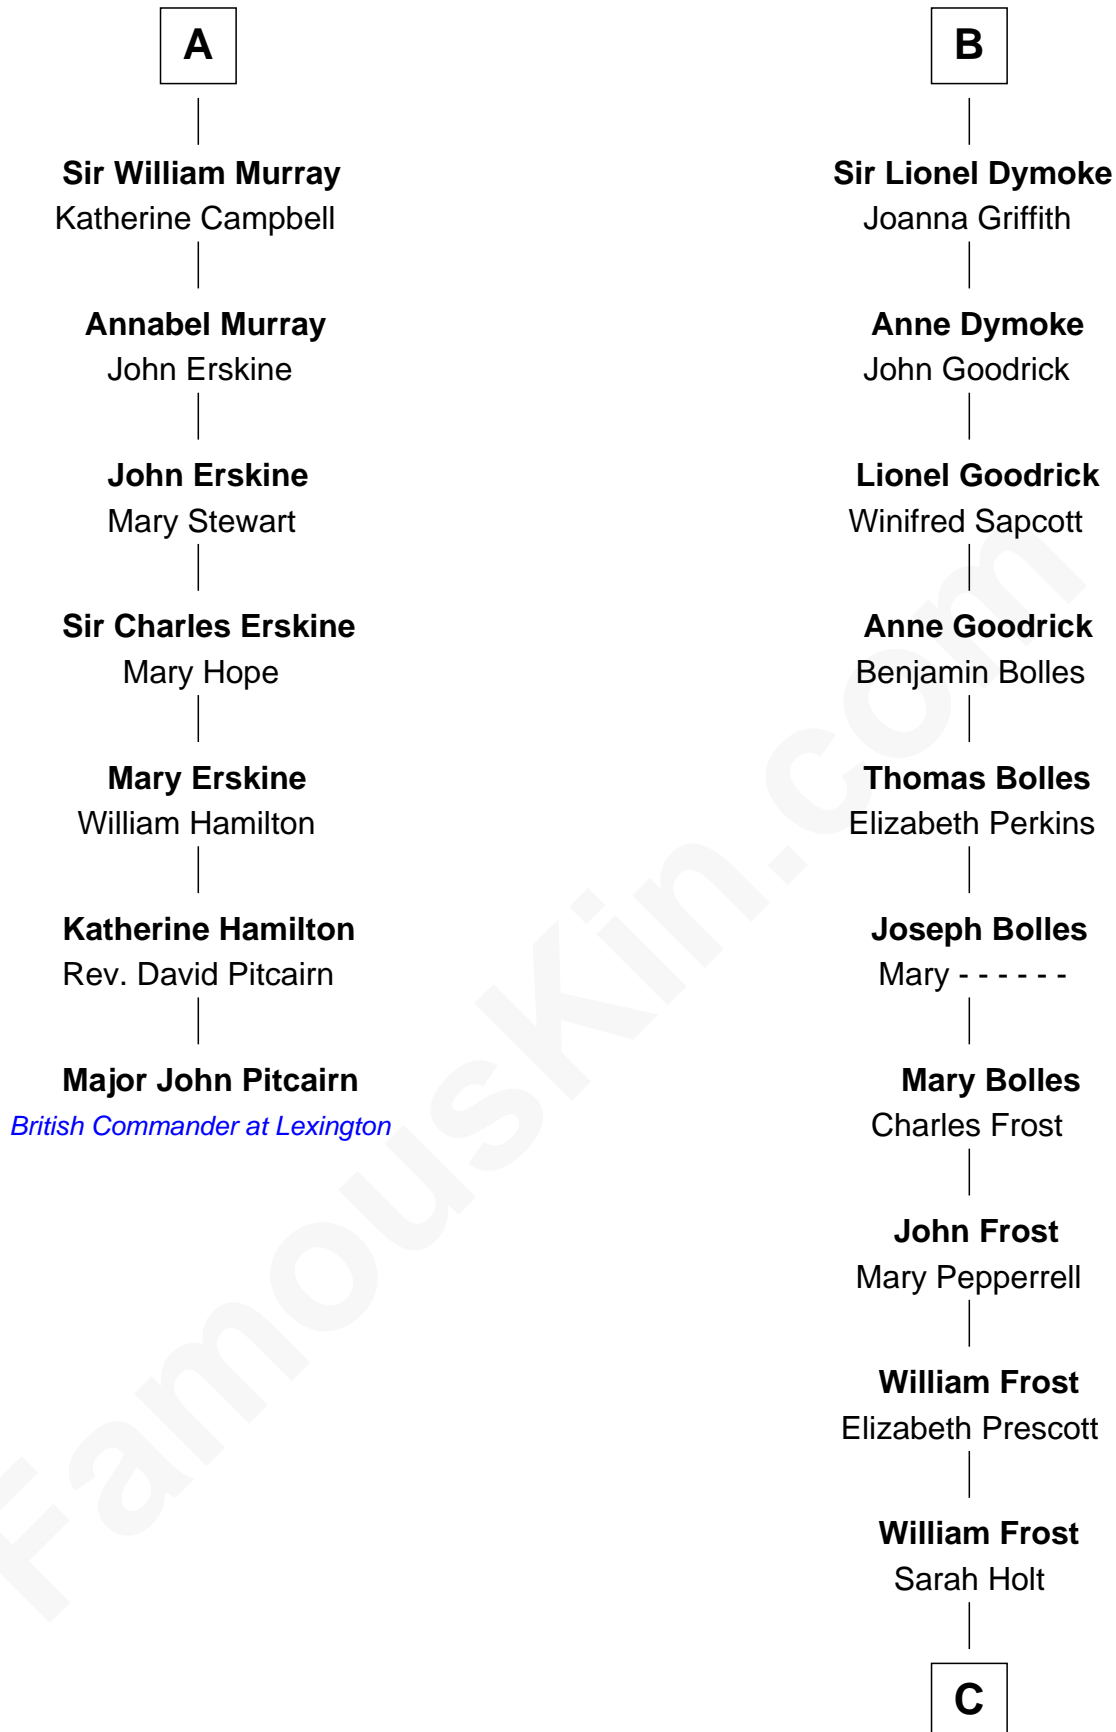 A
Sir William Murray
Katherine Campbell
Annabel Murray
John Erskine
John Erskine
Mary Stewart
Sir Charles Erskine
Mary Hope
Mary Erskine
William Hamilton
Katherine Hamilton
Rev. David Pitcairn
Major John Pitcairn
British Commander at Lexington
B
Sir Lionel Dymoke
Joanna Griffith
Anne Dymoke
John Goodrick
Lionel Goodrick
Winifred Sapcott
Anne Goodrick
Benjamin Bolles
Thomas Bolles
Elizabeth Perkins
Joseph Bolles
Mary - - - - - -
Mary Bolles
Charles Frost
John Frost
Mary Pepperrell
William Frost
Elizabeth Prescott
William Frost
Sarah Holt
C
FamousKin.com